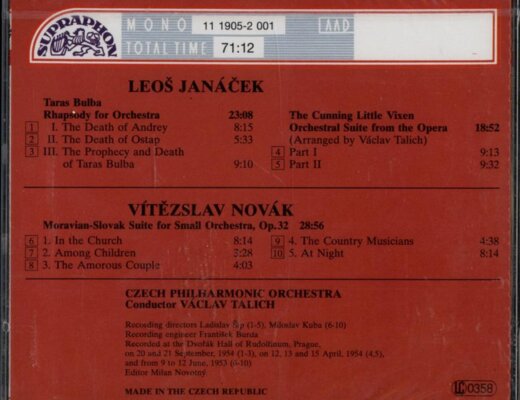 SUPRAPHON
MONO 11 1905-2 001 AAD
TOTAL TIME 71:12
LEOŠ JANÁČEK
Taras Bulba
Rhapsody for Orchestra 23:08
1 I. The Death of Andrey 8:15
2 II. The Death of Ostap 5:33
3 III. The Prophecy and Death
of Taras Bulba 9:10
The Cunning Little Vixen
Orchestral Suite from the Opera 18:52
(Arranged by Václav Talich)
4 Part I 9:13
5 Part II 9:32
VÍTĚZSLAV NOVÁK
Moravian-Slovak Suite for Small Orchestra, Op.32 28:56
6 1. In the Church 8:14
7 2. Among Children 3:28
8 3. The Amorous Couple 4:03
9 4. The Country Musicians 4:38
10 5. At Night 8:14
CZECH PHILHARMONIC ORCHESTRA
Conductor VÁCLAV TALICH
Recording directors Ladislav Šíp (1-5), Miloslav Kuba (6-10)
Recording engineer František Burda
Recorded at the Dvořák Hall of Rudolfinum, Prague,
on 20 and 21 September, 1954 (1-3), on 12, 13 and 15 April, 1954 (4,5),
and from 9 to 12 June, 1953 (6-10)
Editor Milan Novotný
MADE IN THE CZECH REPUBLIC
0358